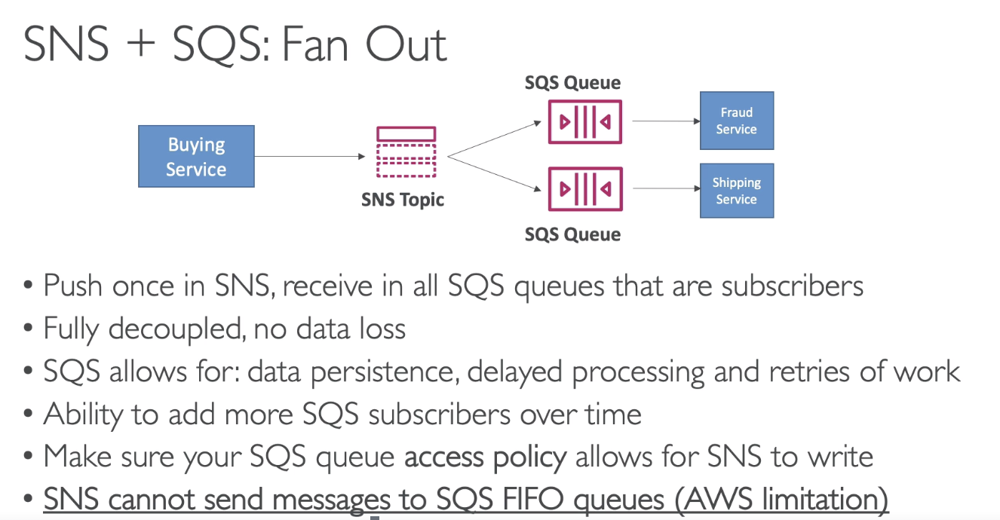 SNS + SQS: Fan Out
SQS Queue
Buying
Service
SNS Topic
Fraud
Service
Shipping
Service
SQS Queue
• Push once in SNS, receive in all SQS queues that are subscribers
• Fully decoupled, no data loss
• SQS allows for: data persistence, delayed processing and retries of work
• Ability to add more SQS subscribers over time
• Make sure your SQS queue access policy allows for SNS to write
• SNS cannot send messages to SQS FIFO queues (AWS limitation)